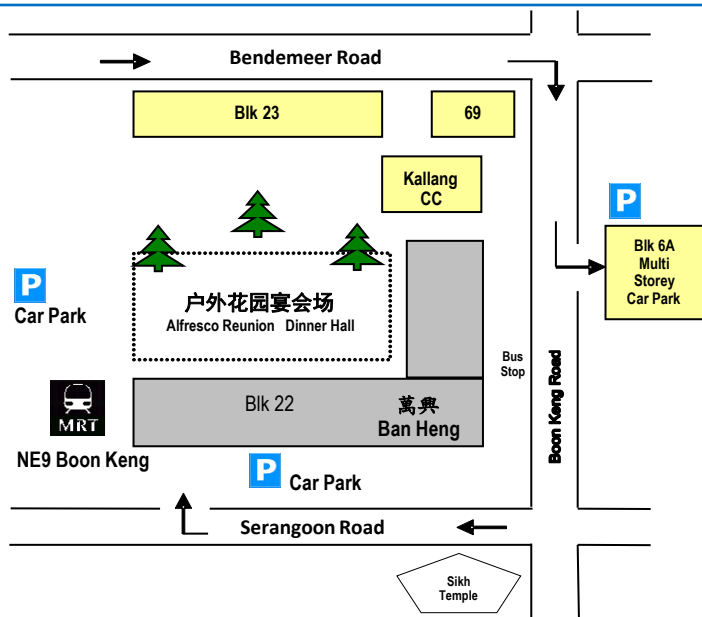 Bendemeer Road
Blk 23
69
Kallang
CC
P
Blk 6A
Multi
Storey
Car Park
P
Car Park
户外花园宴会场
Alfresco Reunion Dinner Hall
Bus
Stop
Boon Keng Road
MRT
NE9 Boon Keng
Blk 22
萬興
Ban Heng
P
Car Park
Serangoon Road
Sikh
Temple